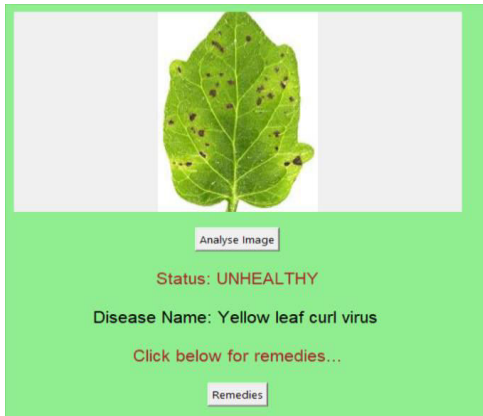 Analyse Image
Status: UNHEALTHY
Disease Name: Yellow leaf curl virus
Click below for remedies...
Remedies